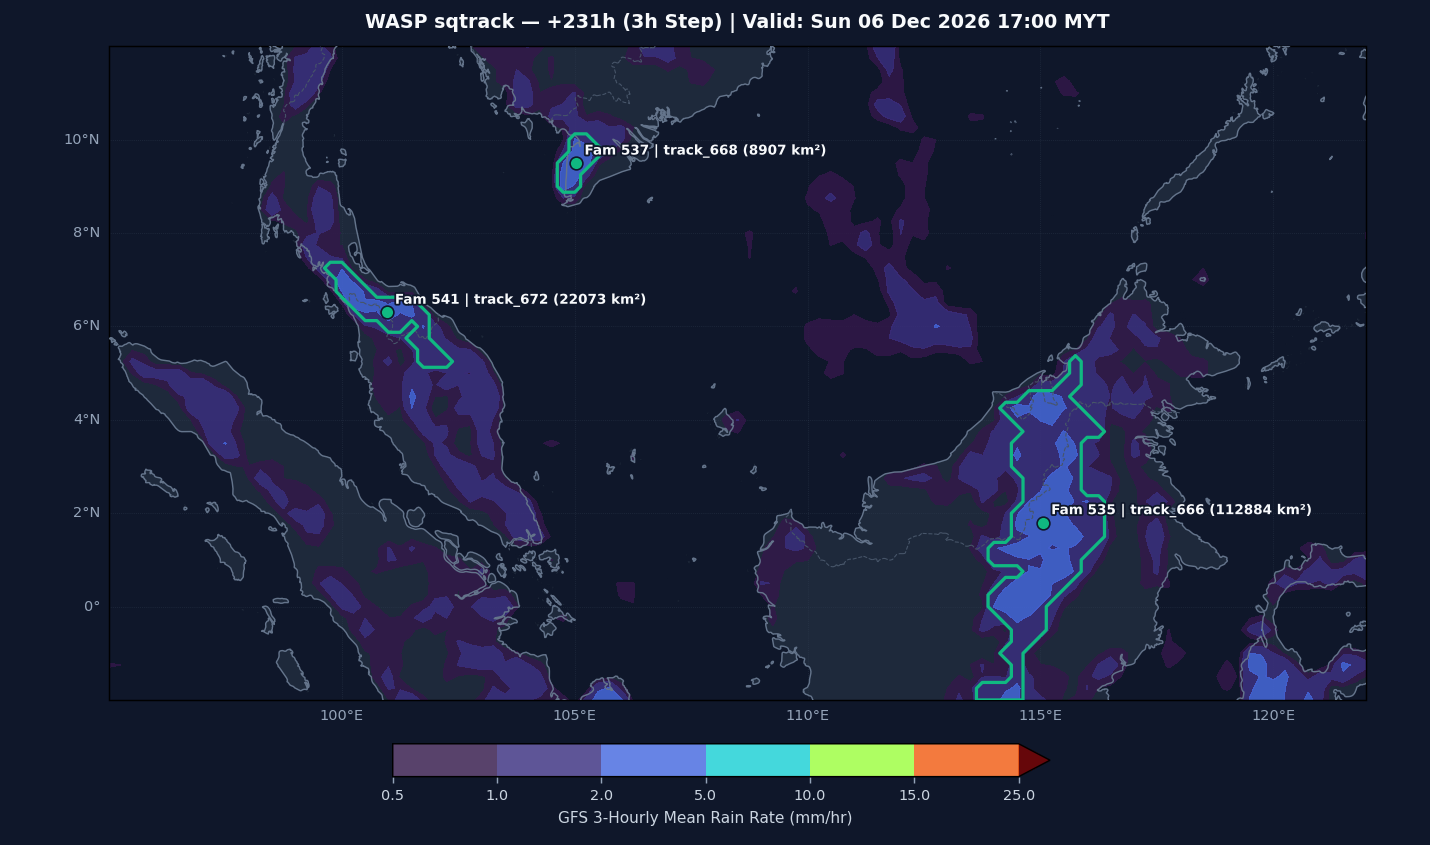 WASP sqtrack — +231h (3h Step) | Valid: Sun 06 Dec 2026 17:00 MYT
10°N
Fam 537 | track_668 (8907 km²)
8°N
Fam 541 | track_672 (22073 km²)
6°N
4°N
2°N
Fam 535 | track_666 (112884 km²)
0°
100°E
105°E
110°E
115°E
120°E
0.5
1.0
2.0
5.0
10.0
15.0
25.0
GFS 3-Hourly Mean Rain Rate (mm/hr)